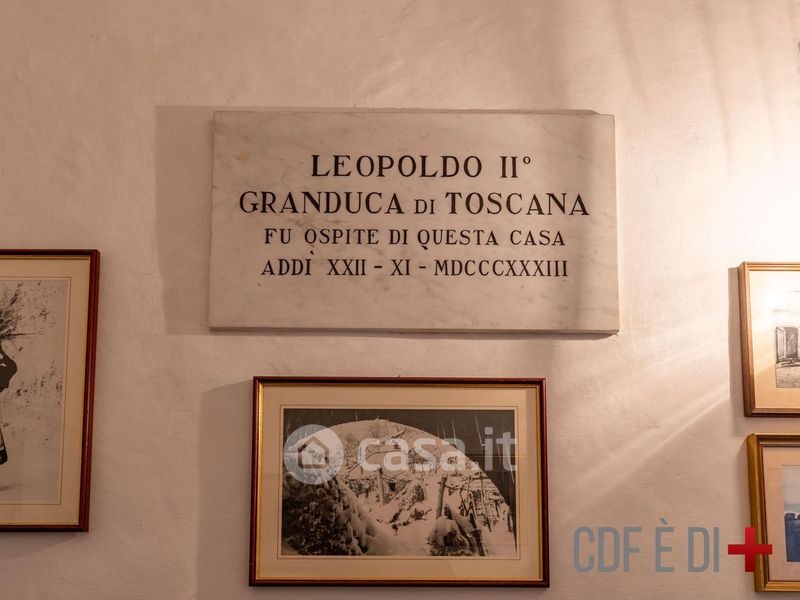 LEOPOLDO II°
GRANDUCA DI TOSCANA
FU OSPITE DI QUESTA CASA
ADDÌ XXII - XI - MDCCCXXXIII
casa.it
CDF È DI+